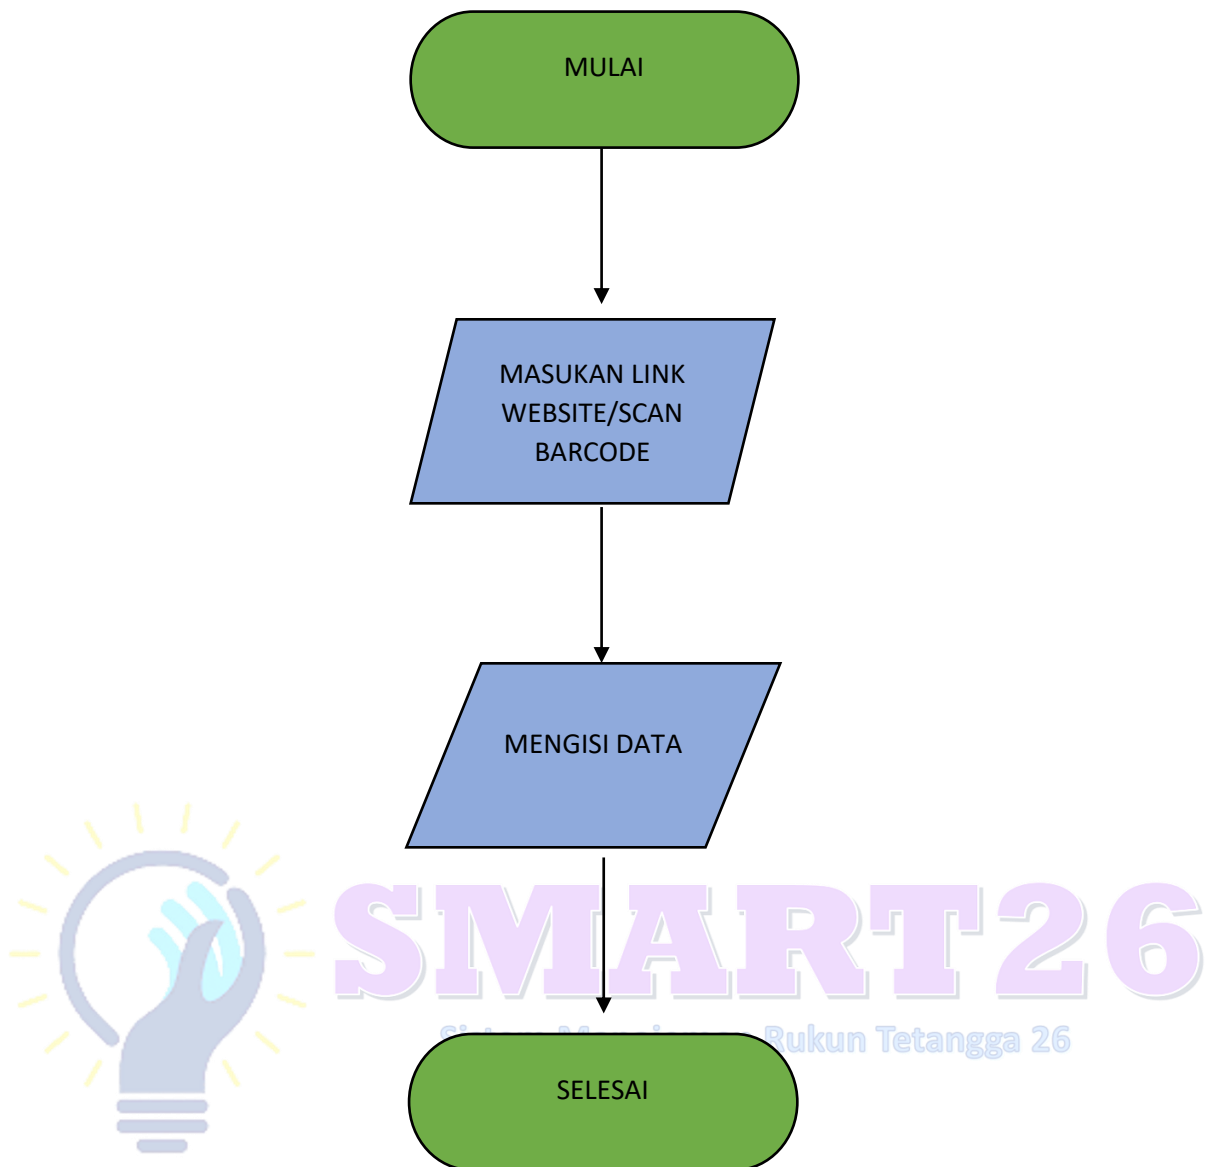 MULAI
MASUKAN LINK
WEBSITE/SCAN
BARCODE
MENGISI DATA
SMART26
Rukun Tetangga 26
SELESAI